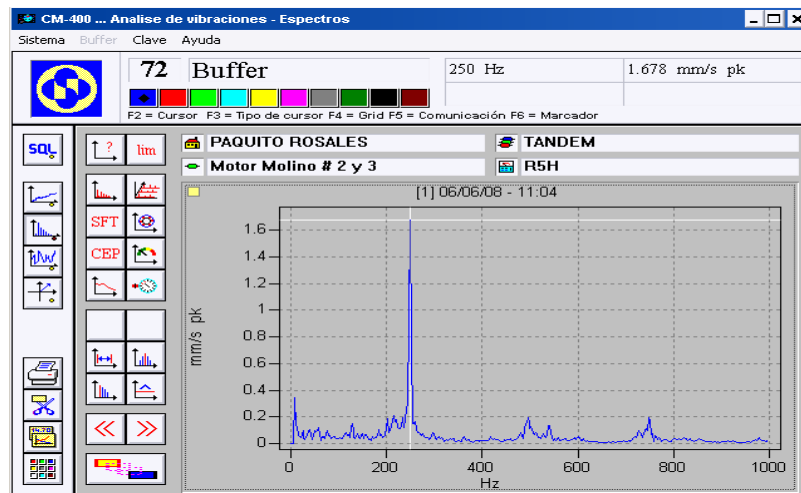 CM-400 ... Analise de vibraciones - Espectros
Sistema Buffer Clave Ayuda
72 Buffer
250 Hz 1.678 mm/s pk
F2 = Cursor F3 = Tipo de cursor F4 = Grid F5 = Comunicación F6 = Marcador
SQL ? lim
PAQUITO ROSALES TANDEM
Motor Molino # 2 y 3 R5H
SFT
CEP
14.70
[1] 06/06/08 - 11:04
1.6
1.4
1.2
1
0.8
0.6
0.4
0.2
0
mm/s pk
0 200 400 600 800 1000
Hz